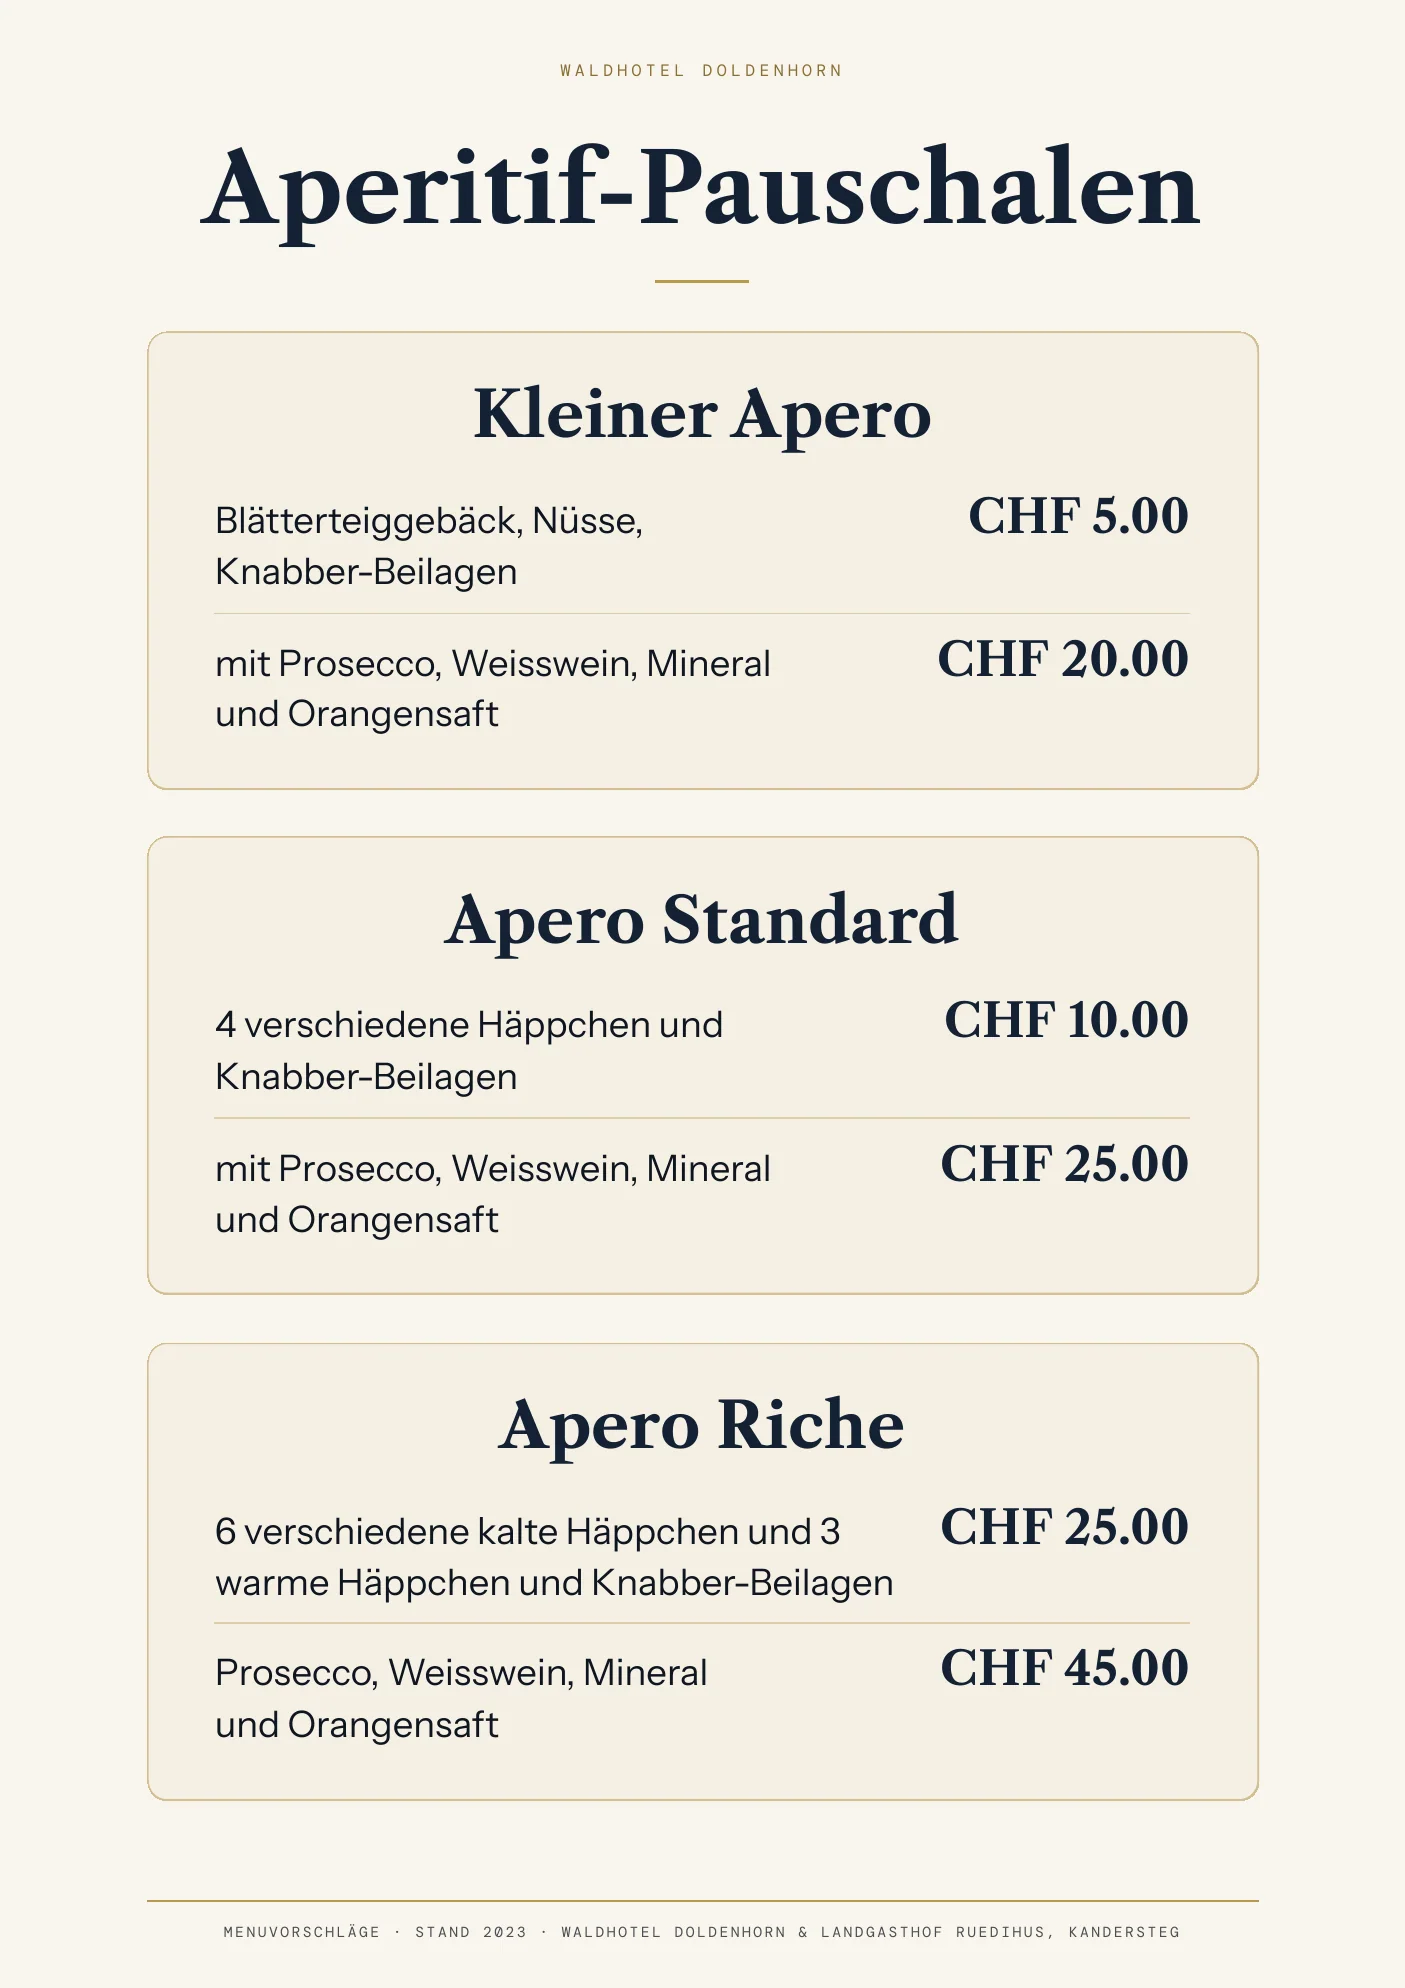 WALDHOTEL DOLDENHORN
Aperitif-Pauschalen
Kleiner Apero
Blätterteiggebäck, Nüsse, CHF 5.00
Knabber-Beilagen
mit Prosecco, Weisswein, Mineral CHF 20.00
und Orangensaft
Apero Standard
4 verschiedene Häppchen und CHF 10.00
Knabber-Beilagen
mit Prosecco, Weisswein, Mineral CHF 25.00
und Orangensaft
Apero Riche
6 verschiedene kalte Häppchen und 3 CHF 25.00
warme Häppchen und Knabber-Beilagen
Prosecco, Weisswein, Mineral CHF 45.00
und Orangensaft
MENUVORSCHLÄGE · STAND 2023 · WALDHOTEL DOLDENHORN & LANDGASTHOF RUEDIHUS, KANDERSTEG